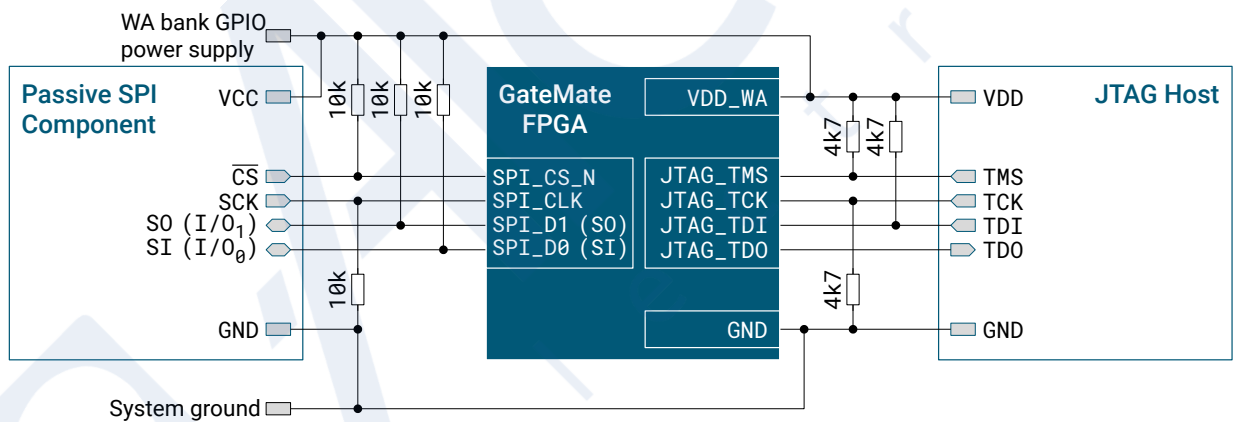 WA bank GPIO
power supply
Passive SPI
Component
VCC
CS
SCK
SO (I/O₁)
SI (I/O₀)
GND
System ground
10k
10k
10k
10k
GateMate
FPGA
VDD_WA
SPI_CS_N
SPI_CLK
SPI_D1 (SO)
SPI_D0 (SI)
JTAG_TMS
JTAG_TCK
JTAG_TDI
JTAG_TDO
GND
4k7
4k7
4k7
JTAG Host
VDD
TMS
TCK
TDI
TDO
GND